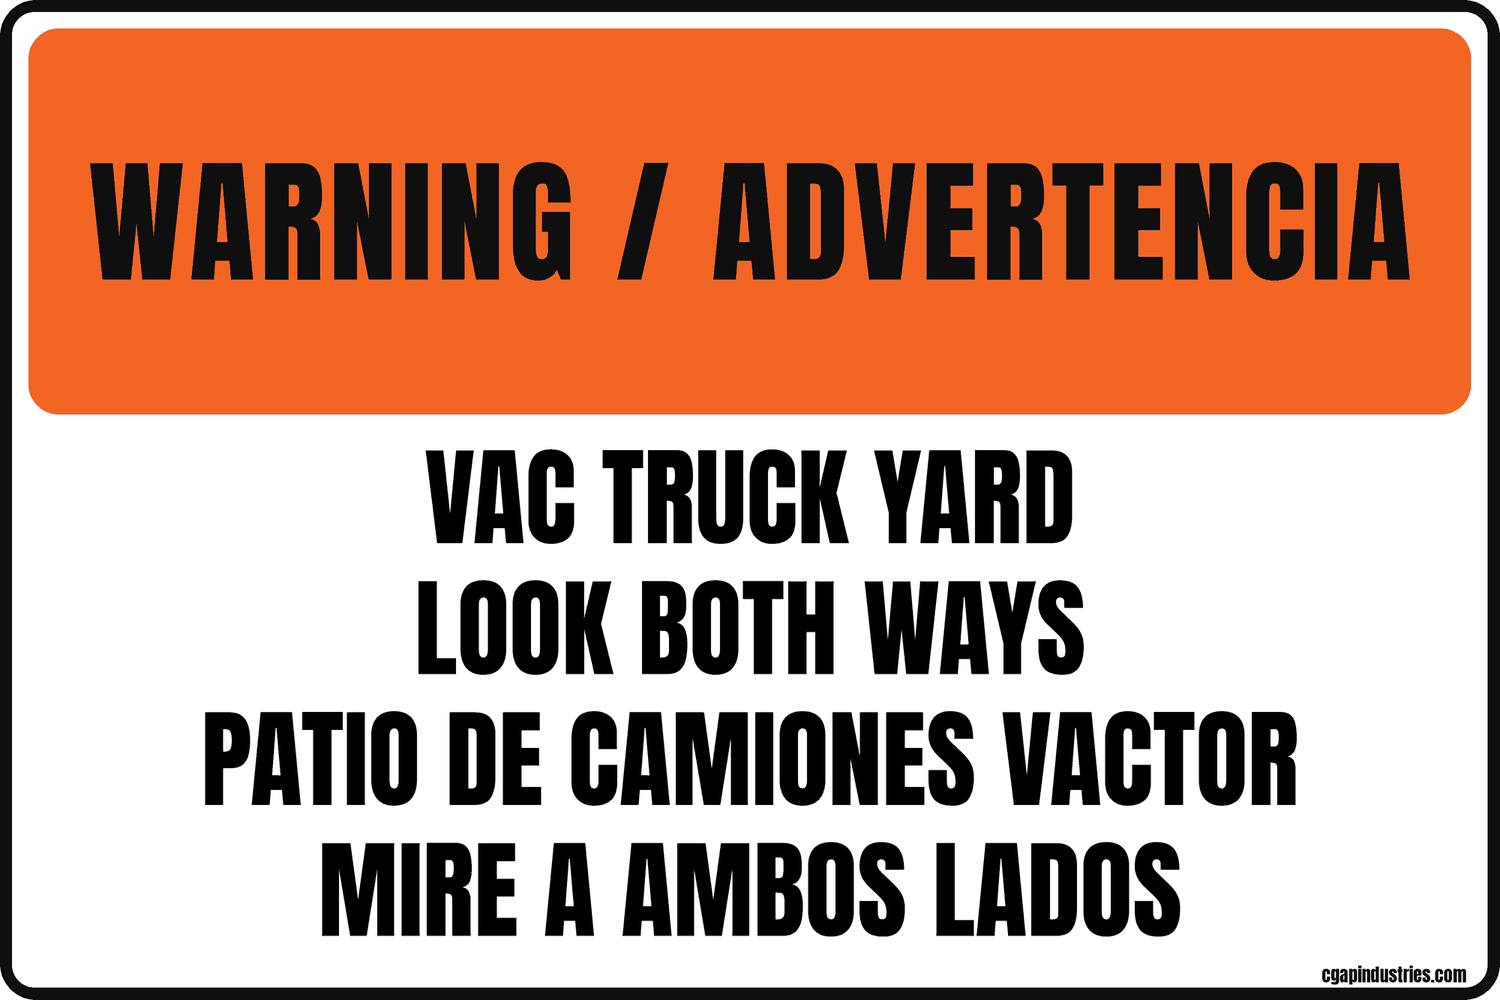 WARNING / ADVERTENCIA
VAC TRUCK YARD
LOOK BOTH WAYS
PATIO DE CAMIONES VACTOR
MIRE A AMBOS LADOS
cgapindustries.com